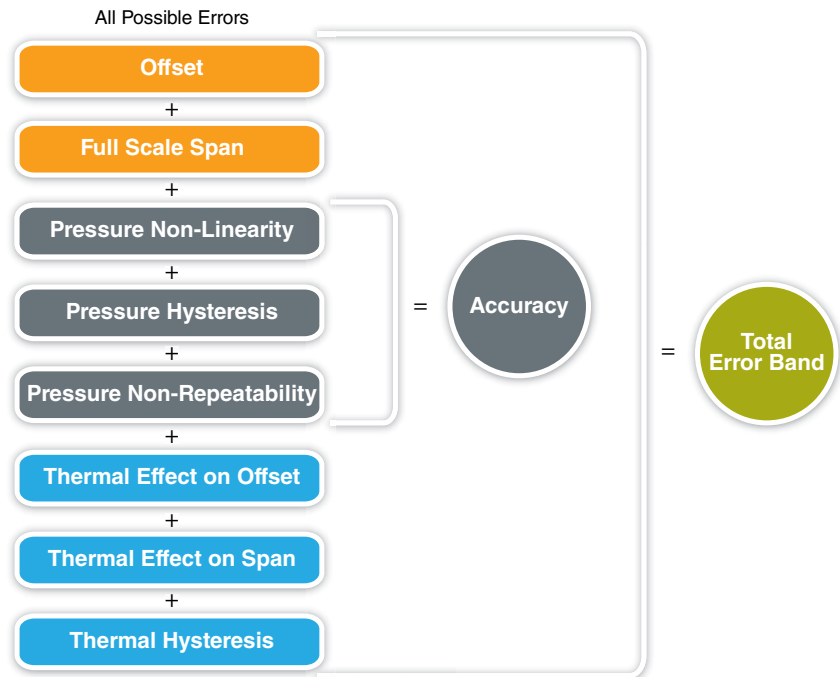 All Possible Errors
Offset
+
Full Scale Span
+
Pressure Non-Linearity
+
Pressure Hysteresis
+
Pressure Non-Repeatability
+
Thermal Effect on Offset
+
Thermal Effect on Span
+
Thermal Hysteresis
=
Accuracy
=
Total
Error Band